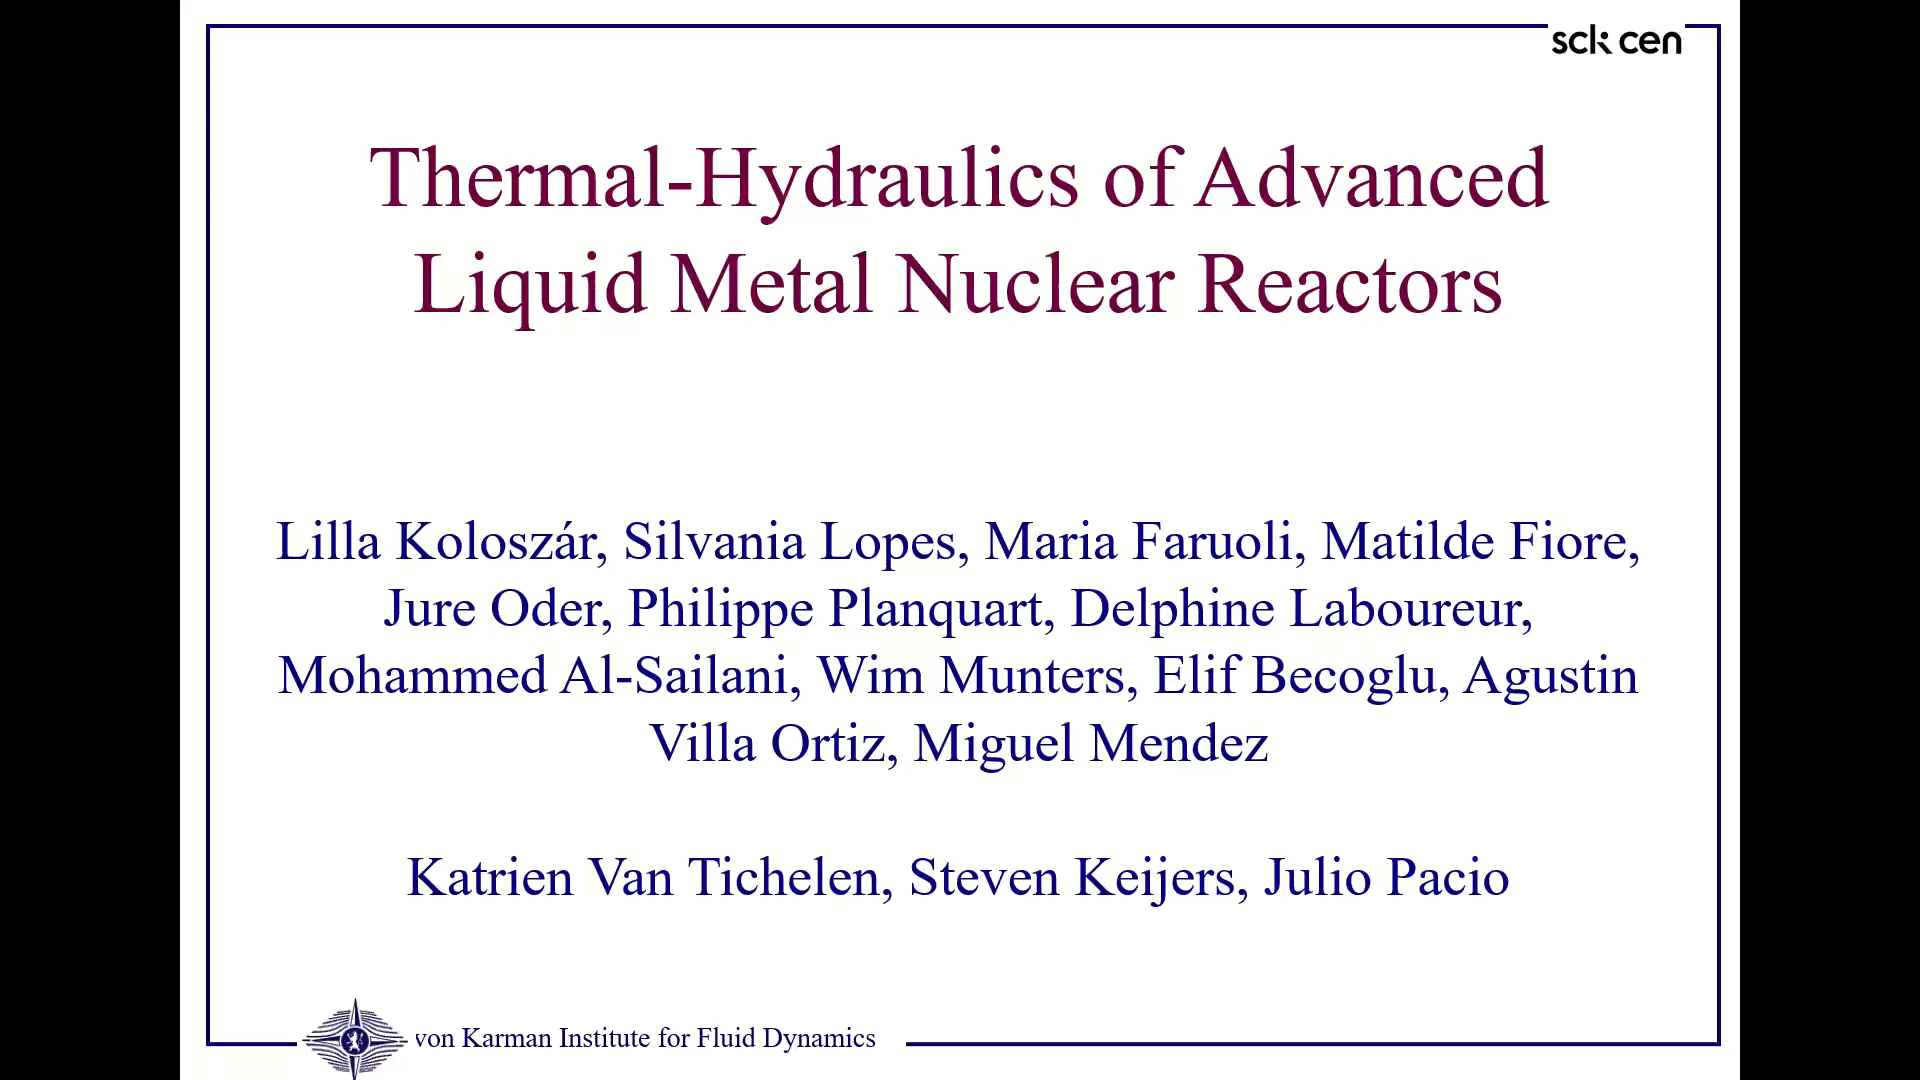 sck cen
Thermal-Hydraulics of Advanced
Liquid Metal Nuclear Reactors
Lilla Koloszár, Silvania Lopes, Maria Faruoli, Matilde Fiore,
Jure Oder, Philippe Planquart, Delphine Laboureur,
Mohammed Al-Sailani, Wim Munters, Elif Becoglu, Agustin
Villa Ortiz, Miguel Mendez
Katrien Van Tichelen, Steven Keijers, Julio Pacio
von Karman Institute for Fluid Dynamics